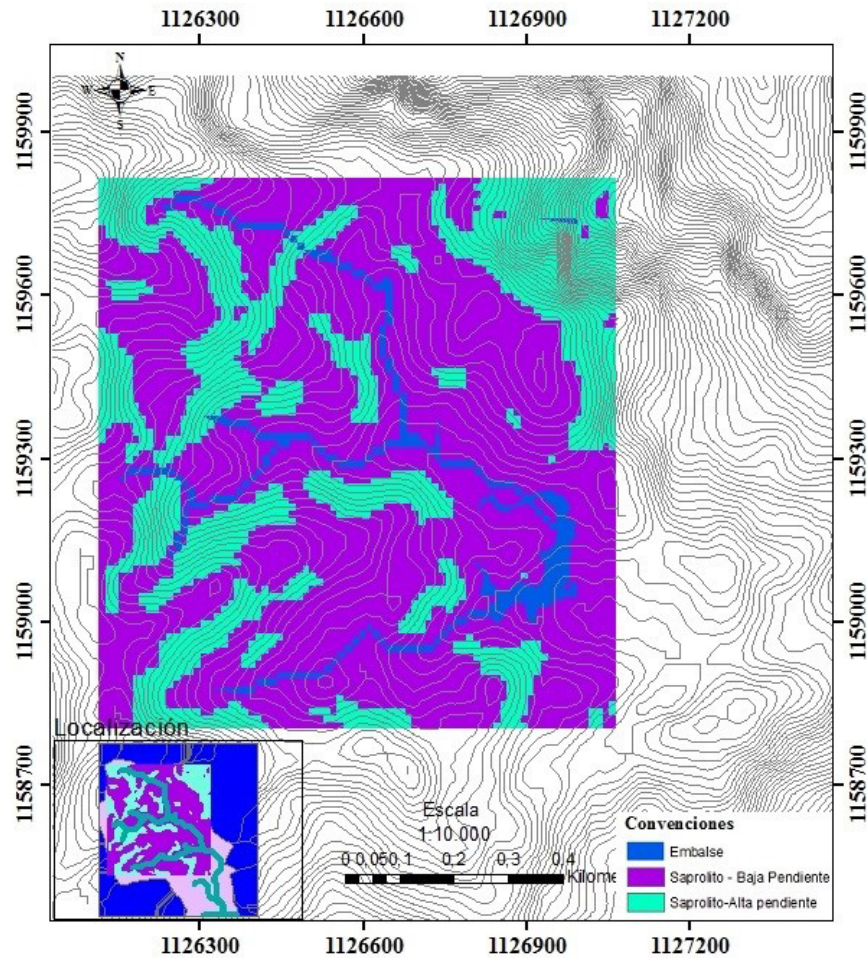 1126300 1126600 1126900 1127200
N
W E
S
1159900 1159900
1159600 1159600
1159300 1159300
1159000 1159000
1158700 1158700
Localización
Escala
1:10.000
0 0,050,1 0,2 0,3 0,4
Kilome
Convenciones
Embalse
Saprolito - Baja Pendiente
Saprolito-Alta pendiente
1126300 1126600 1126900 1127200